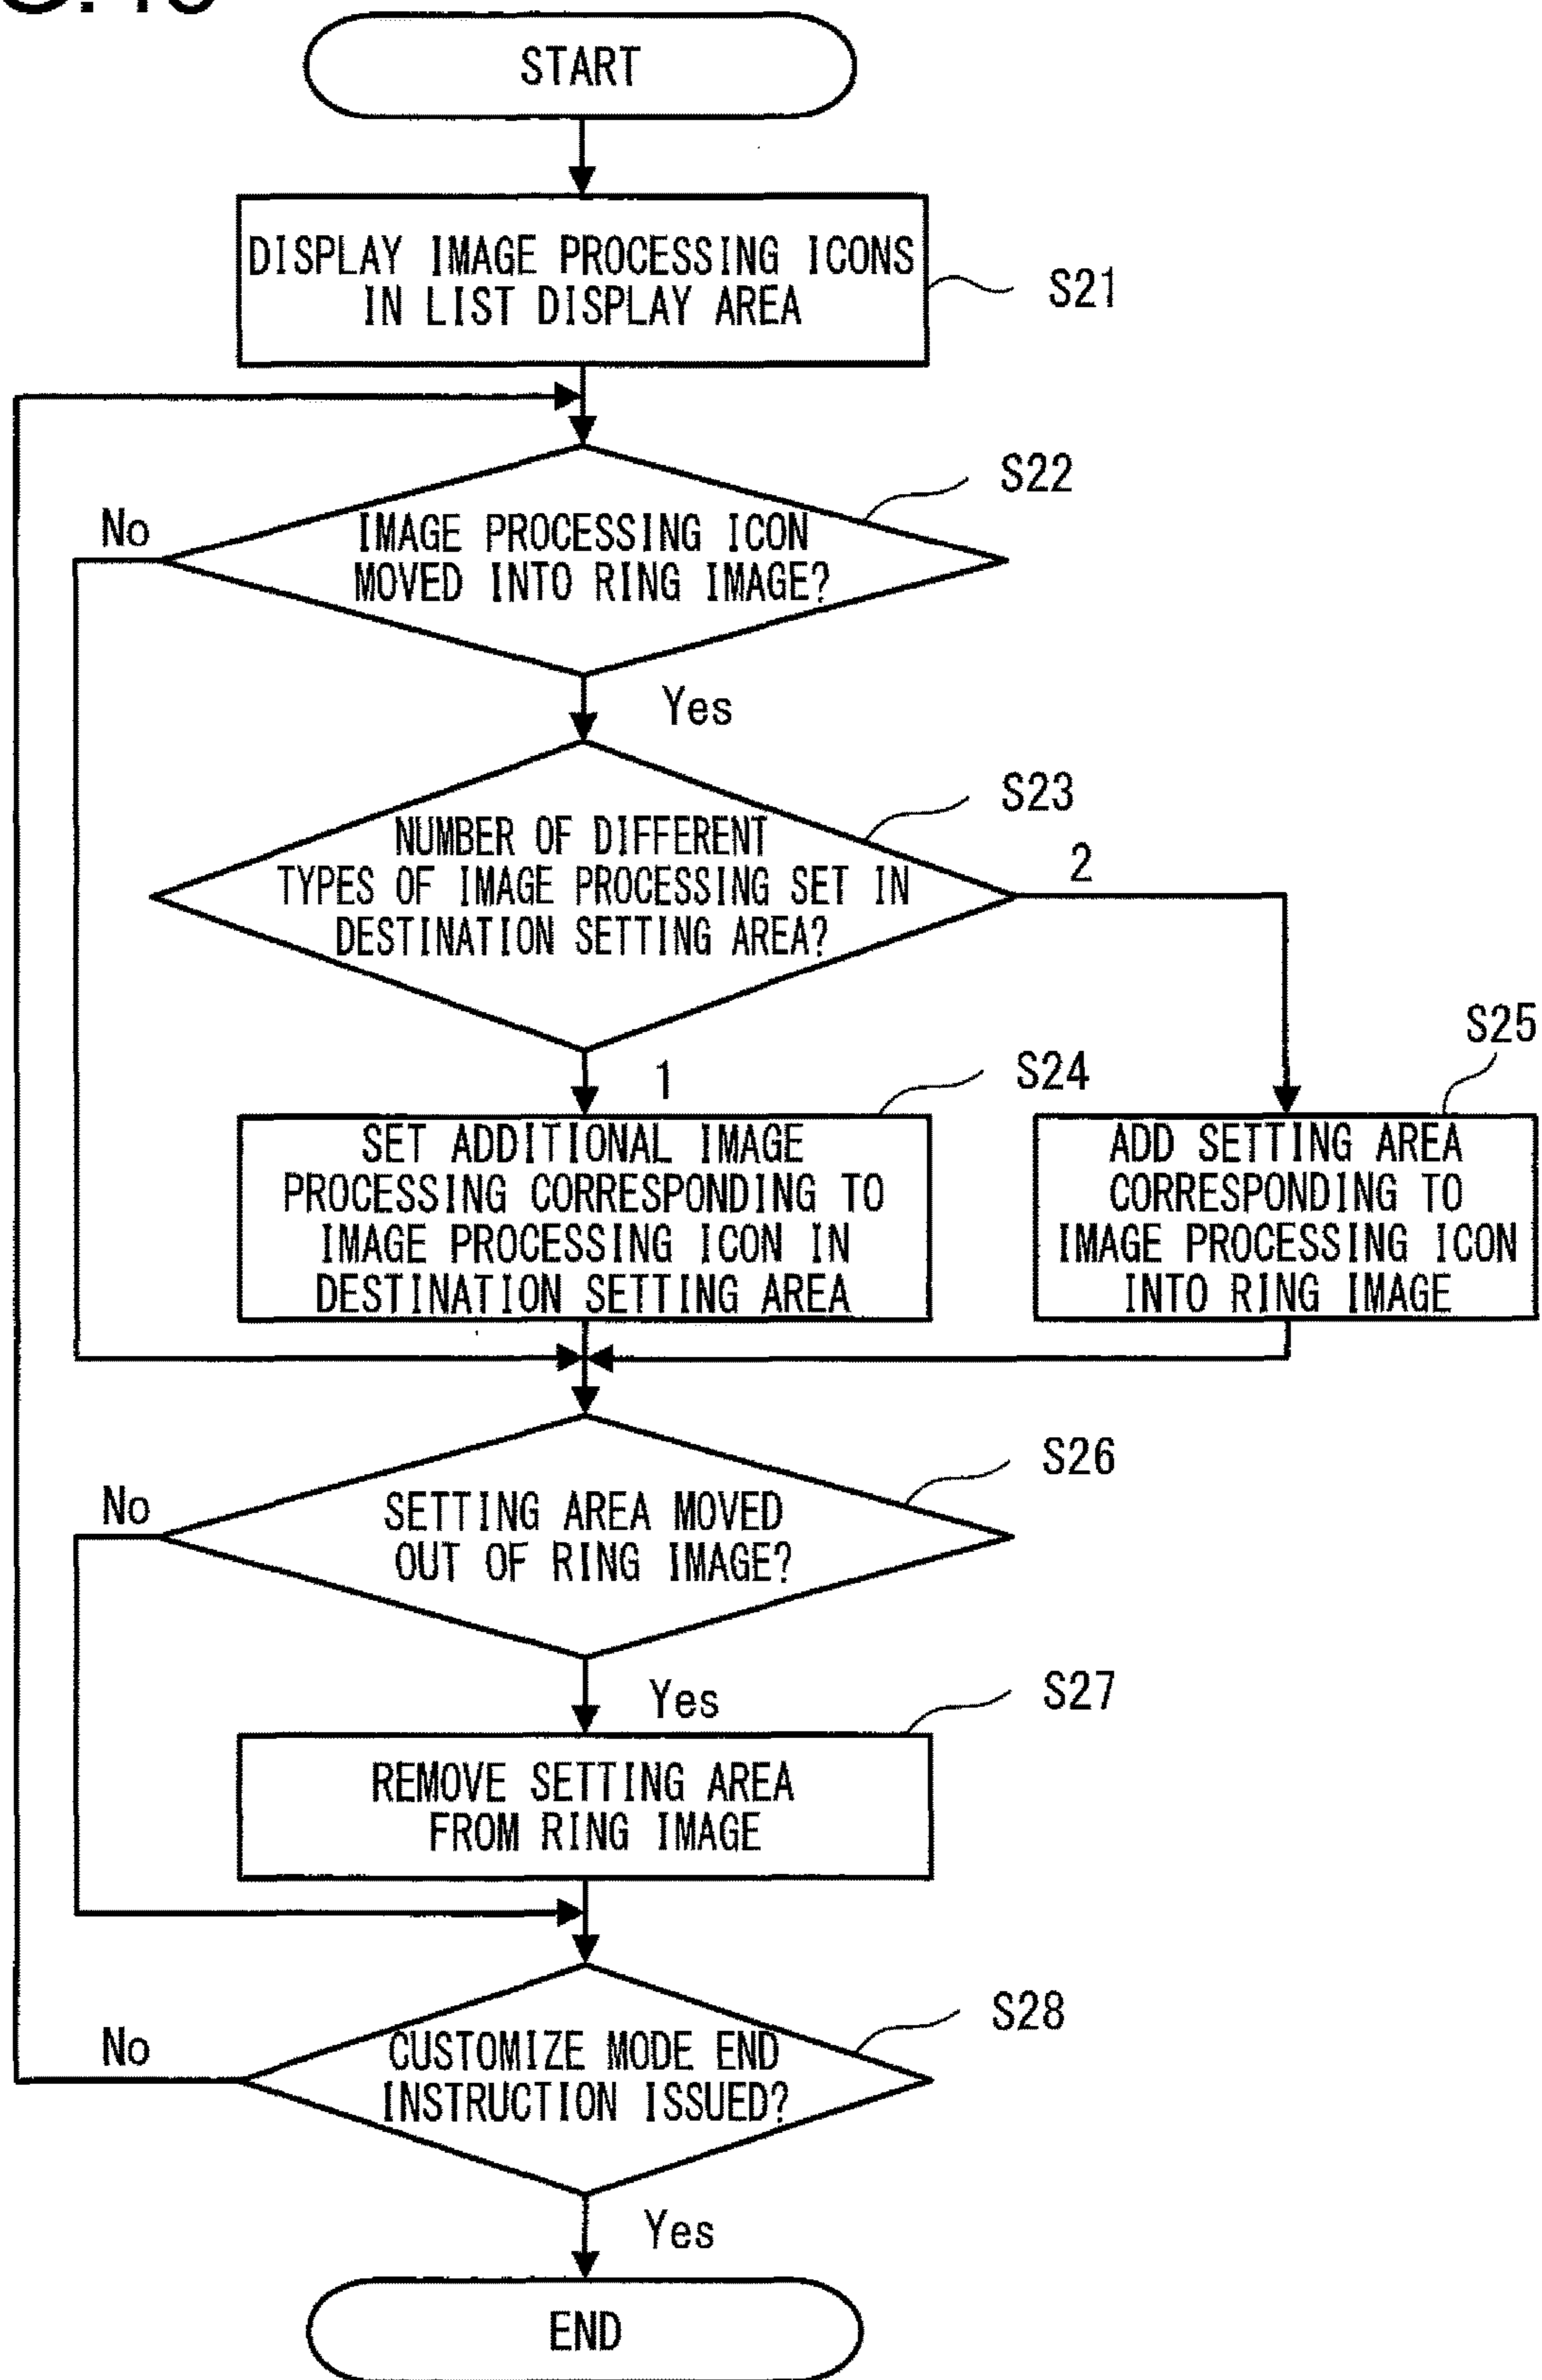 START
DISPLAY IMAGE PROCESSING ICONS
IN LIST DISPLAY AREA
S21
S22
No
IMAGE PROCESSING ICON
MOVED INTO RING IMAGE?
Yes
S23
NUMBER OF DIFFERENT
TYPES OF IMAGE PROCESSING SET IN
DESTINATION SETTING AREA?
2
1
S24
S25
SET ADDITIONAL IMAGE
PROCESSING CORRESPONDING TO
IMAGE PROCESSING ICON IN
DESTINATION SETTING AREA
ADD SETTING AREA
CORRESPONDING TO
IMAGE PROCESSING ICON
INTO RING IMAGE
S26
No
SETTING AREA MOVED
OUT OF RING IMAGE?
Yes
S27
REMOVE SETTING AREA
FROM RING IMAGE
S28
No
CUSTOMIZE MODE END
INSTRUCTION ISSUED?
Yes
END